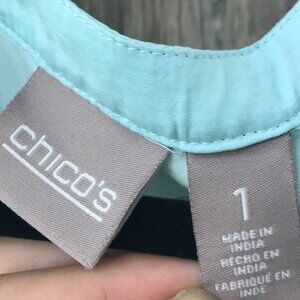 chico's
1
MADE IN
INDIA
HECHO EN
INDIA
FABRIQUÉ EN
INDE